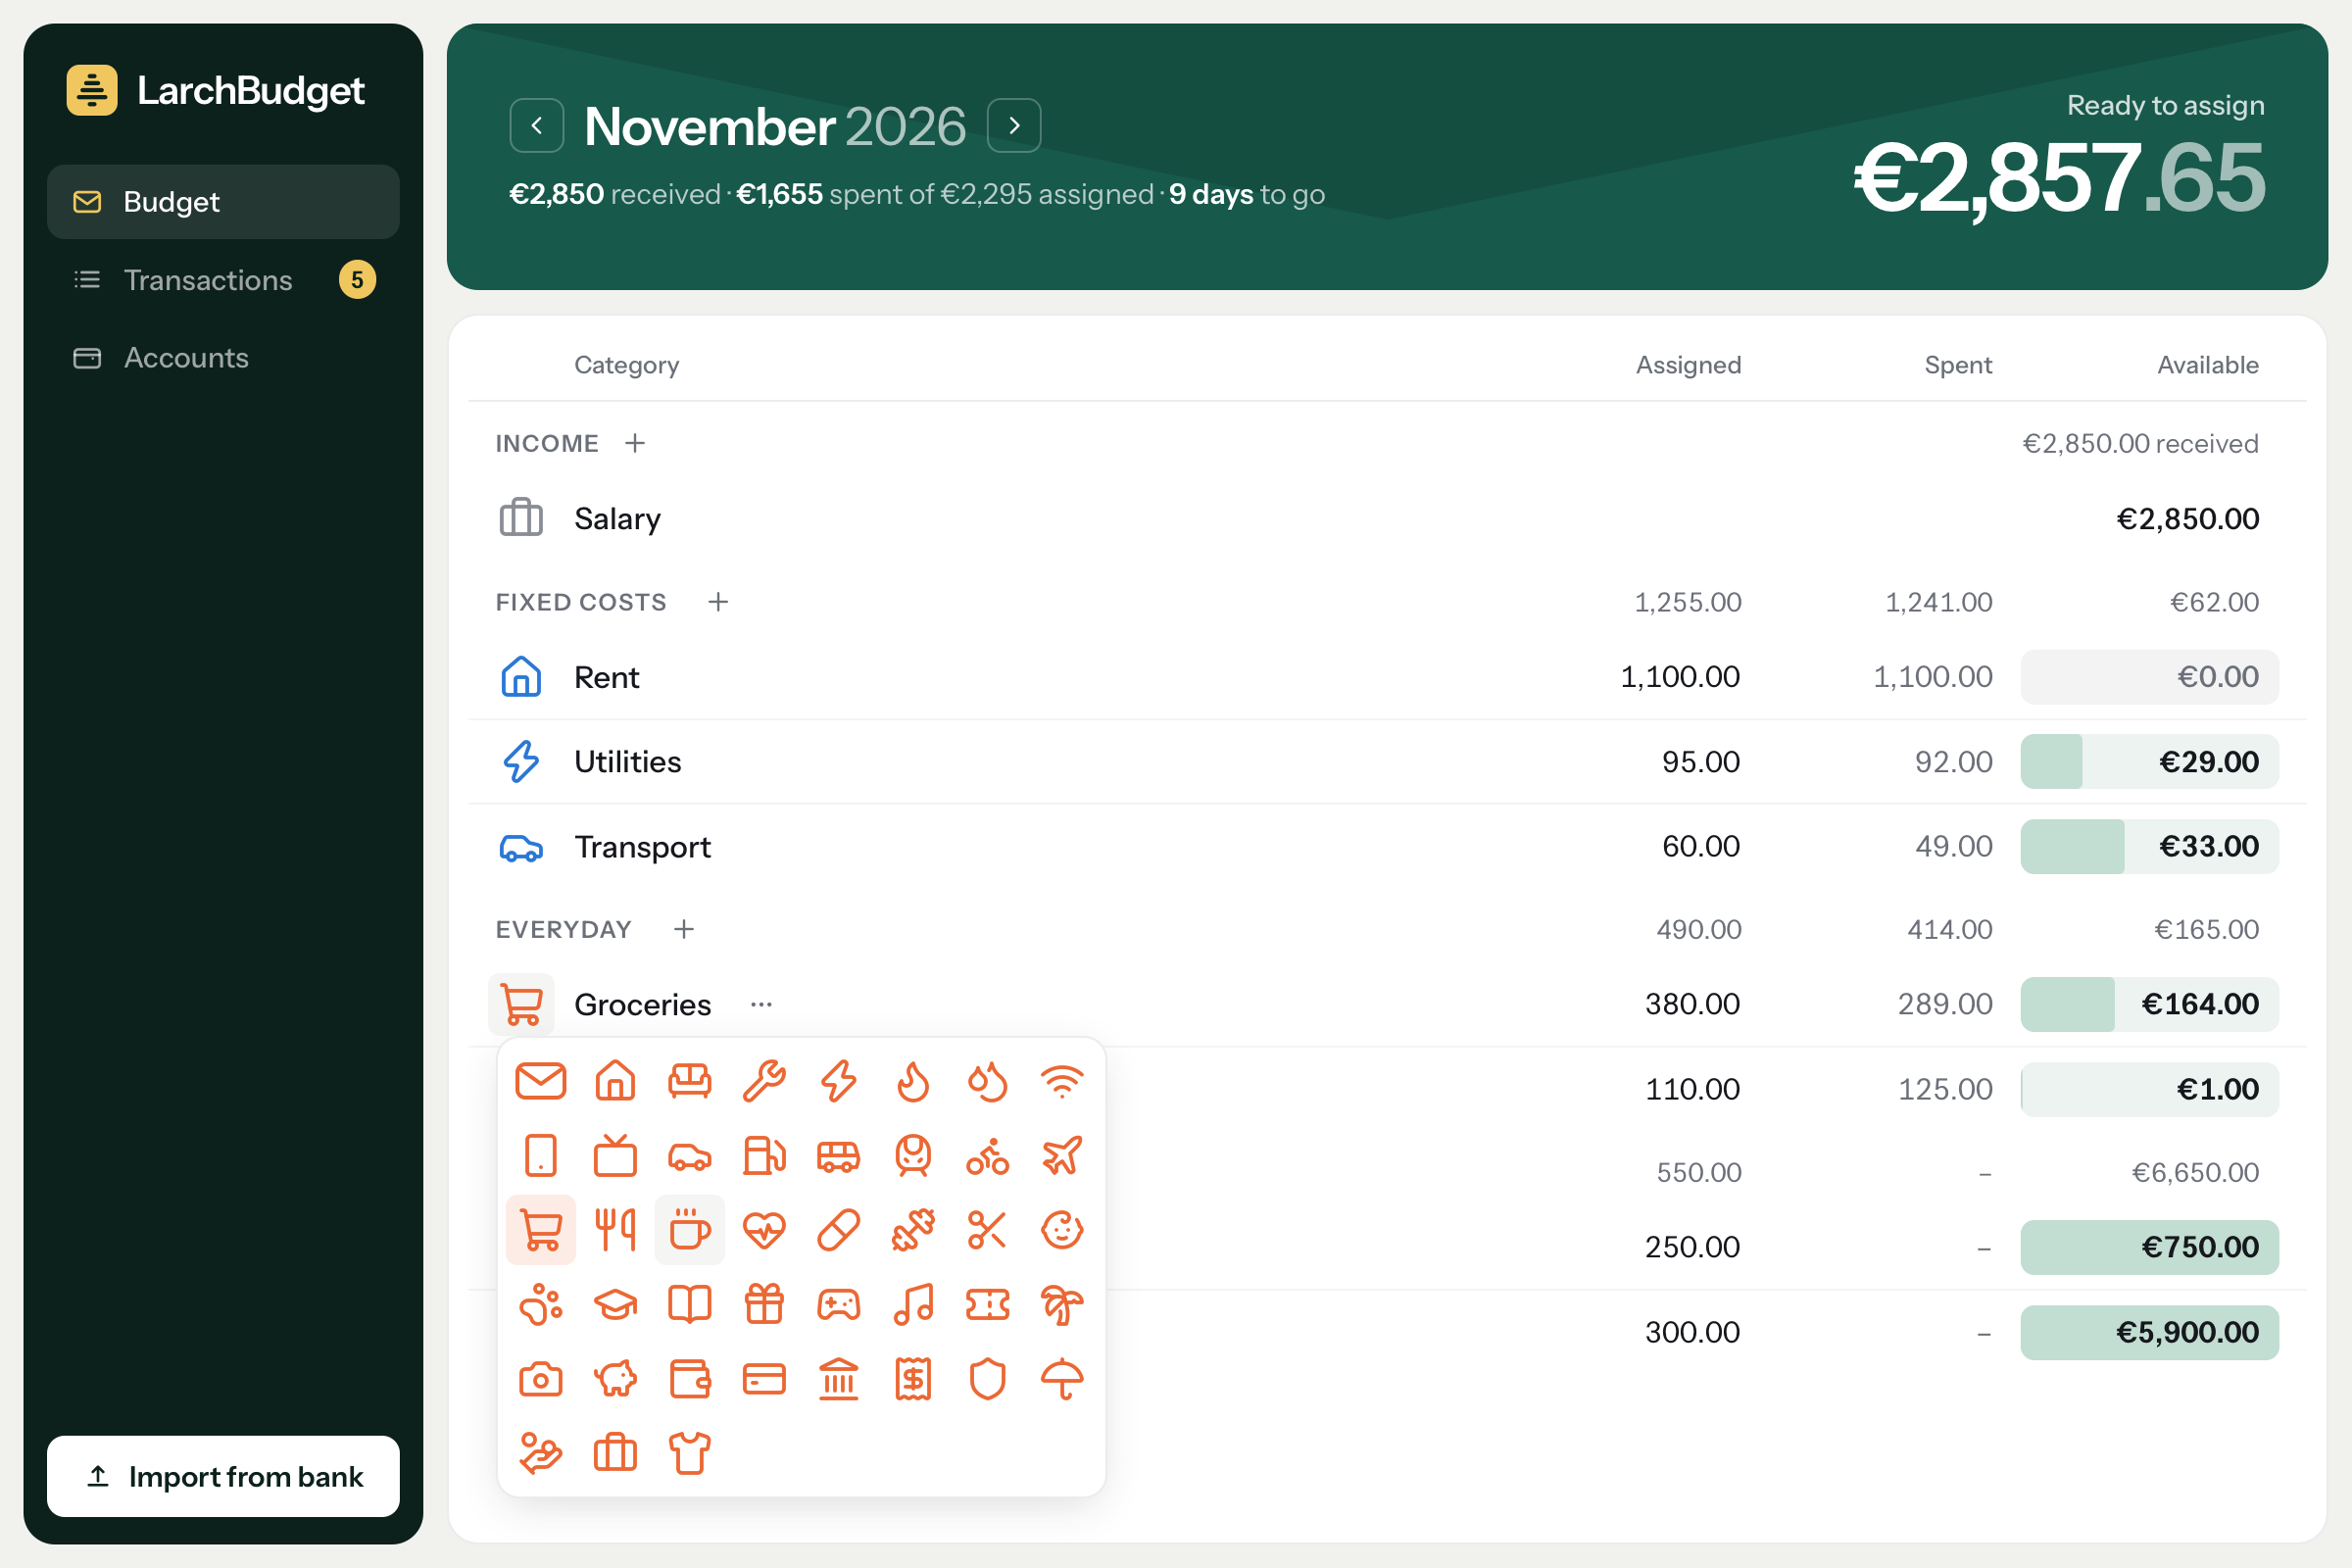 LarchBudget
Budget
Transactions 5
Accounts
Import from bank
November 2026
€2,850 received · €1,655 spent of €2,295 assigned · 9 days to go
Ready to assign
€2,857.65
Category Assigned Spent Available
INCOME €2,850.00 received
Salary €2,850.00
FIXED COSTS 1,255.00 1,241.00 €62.00
Rent 1,100.00 1,100.00 €0.00
Utilities 95.00 92.00 €29.00
Transport 60.00 49.00 €33.00
EVERYDAY 490.00 414.00 €165.00
Groceries 380.00 289.00 €164.00
110.00 125.00 €1.00
550.00 – €6,650.00
250.00 – €750.00
300.00 – €5,900.00